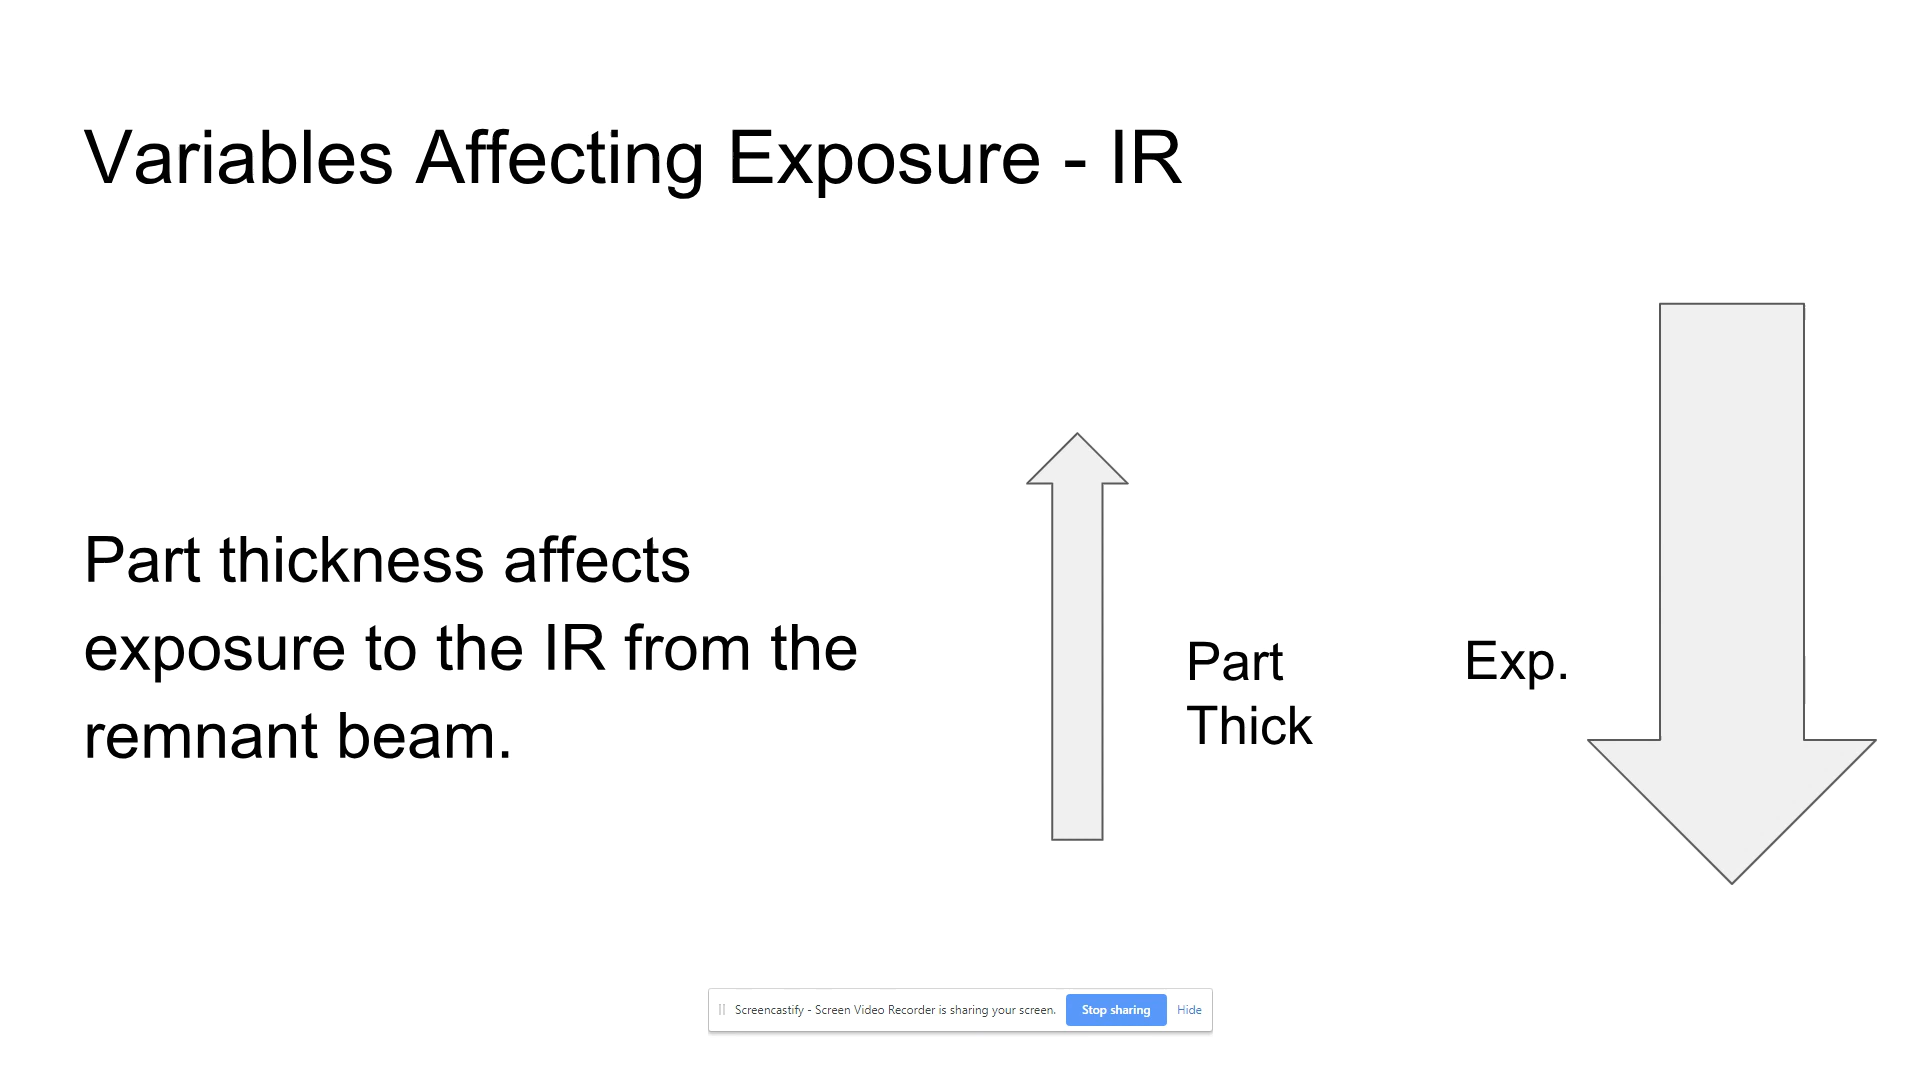 Variables Affecting Exposure - IR
Part thickness affects
exposure to the IR from the
remnant beam.
Part
Thick
Exp.
Screencastify - Screen Video Recorder is sharing your screen.
Stop sharing
Hide